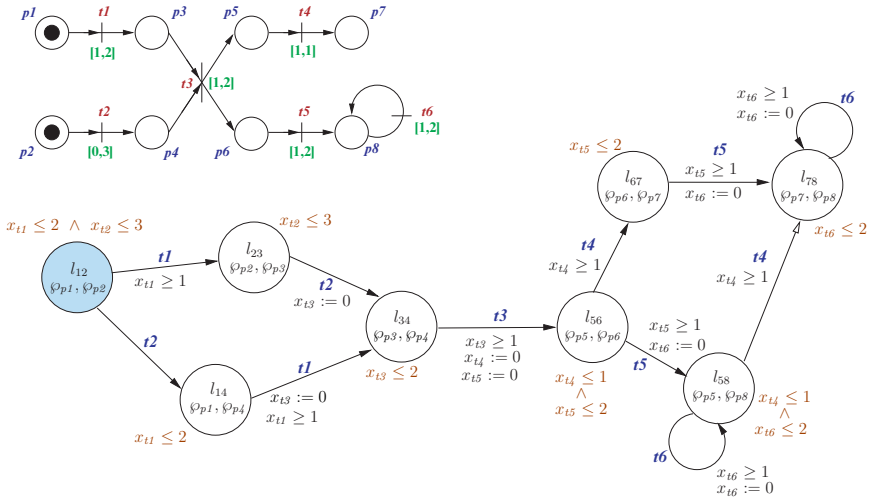 p1 t1 p3 p5 t4 p7
[1,2] [1,1]
t3 [1,2]
t2 t5 t6
[0,3] [1,2] [1,2]
p2 p4 p6 p8
x_{t1} ≤ 2 ∧ x_{t2} ≤ 3
l_{12}
℘_{p1}, ℘_{p2}
t1
x_{t1} ≥ 1
x_{t2} ≤ 3
l_{23}
℘_{p2}, ℘_{p3}
t2
x_{t3} := 0
t2
l_{14}
℘_{p1}, ℘_{p4}
x_{t1} ≤ 2
t1
x_{t3} := 0
x_{t1} ≥ 1
l_{34}
℘_{p3}, ℘_{p4}
x_{t3} ≤ 2
t3
x_{t3} ≥ 1
x_{t4} := 0
x_{t5} := 0
l_{56}
℘_{p5}, ℘_{p6}
x_{t4} ≤ 1
∧
x_{t5} ≤ 2
t4
x_{t4} ≥ 1
x_{t5} ≤ 2
l_{67}
℘_{p6}, ℘_{p7}
t5
x_{t5} ≥ 1
x_{t6} := 0
x_{t6} ≥ 1
x_{t6} := 0
t6
l_{78}
℘_{p7}, ℘_{p8}
x_{t6} ≤ 2
t4
x_{t4} ≥ 1
x_{t5} ≥ 1
x_{t6} := 0
t5
l_{58}
℘_{p5}, ℘_{p8}
x_{t4} ≤ 1
∧
x_{t6} ≤ 2
t6
x_{t6} ≥ 1
x_{t6} := 0